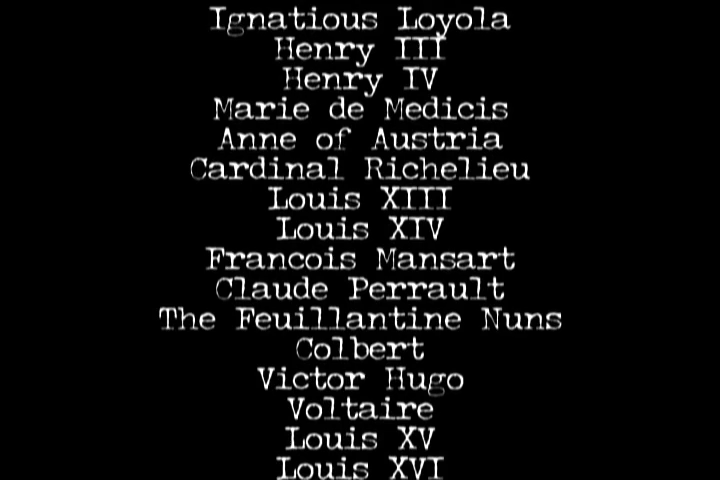 Ignatious Loyola
Henry III
Henry IV
Marie de Medicis
Anne of Austria
Cardinal Richelieu
Louis XIII
Louis XIV
Francois Mansart
Claude Perrault
The Feuillantine Nuns
Colbert
Victor Hugo
Voltaire
Louis XV
Louis XVI